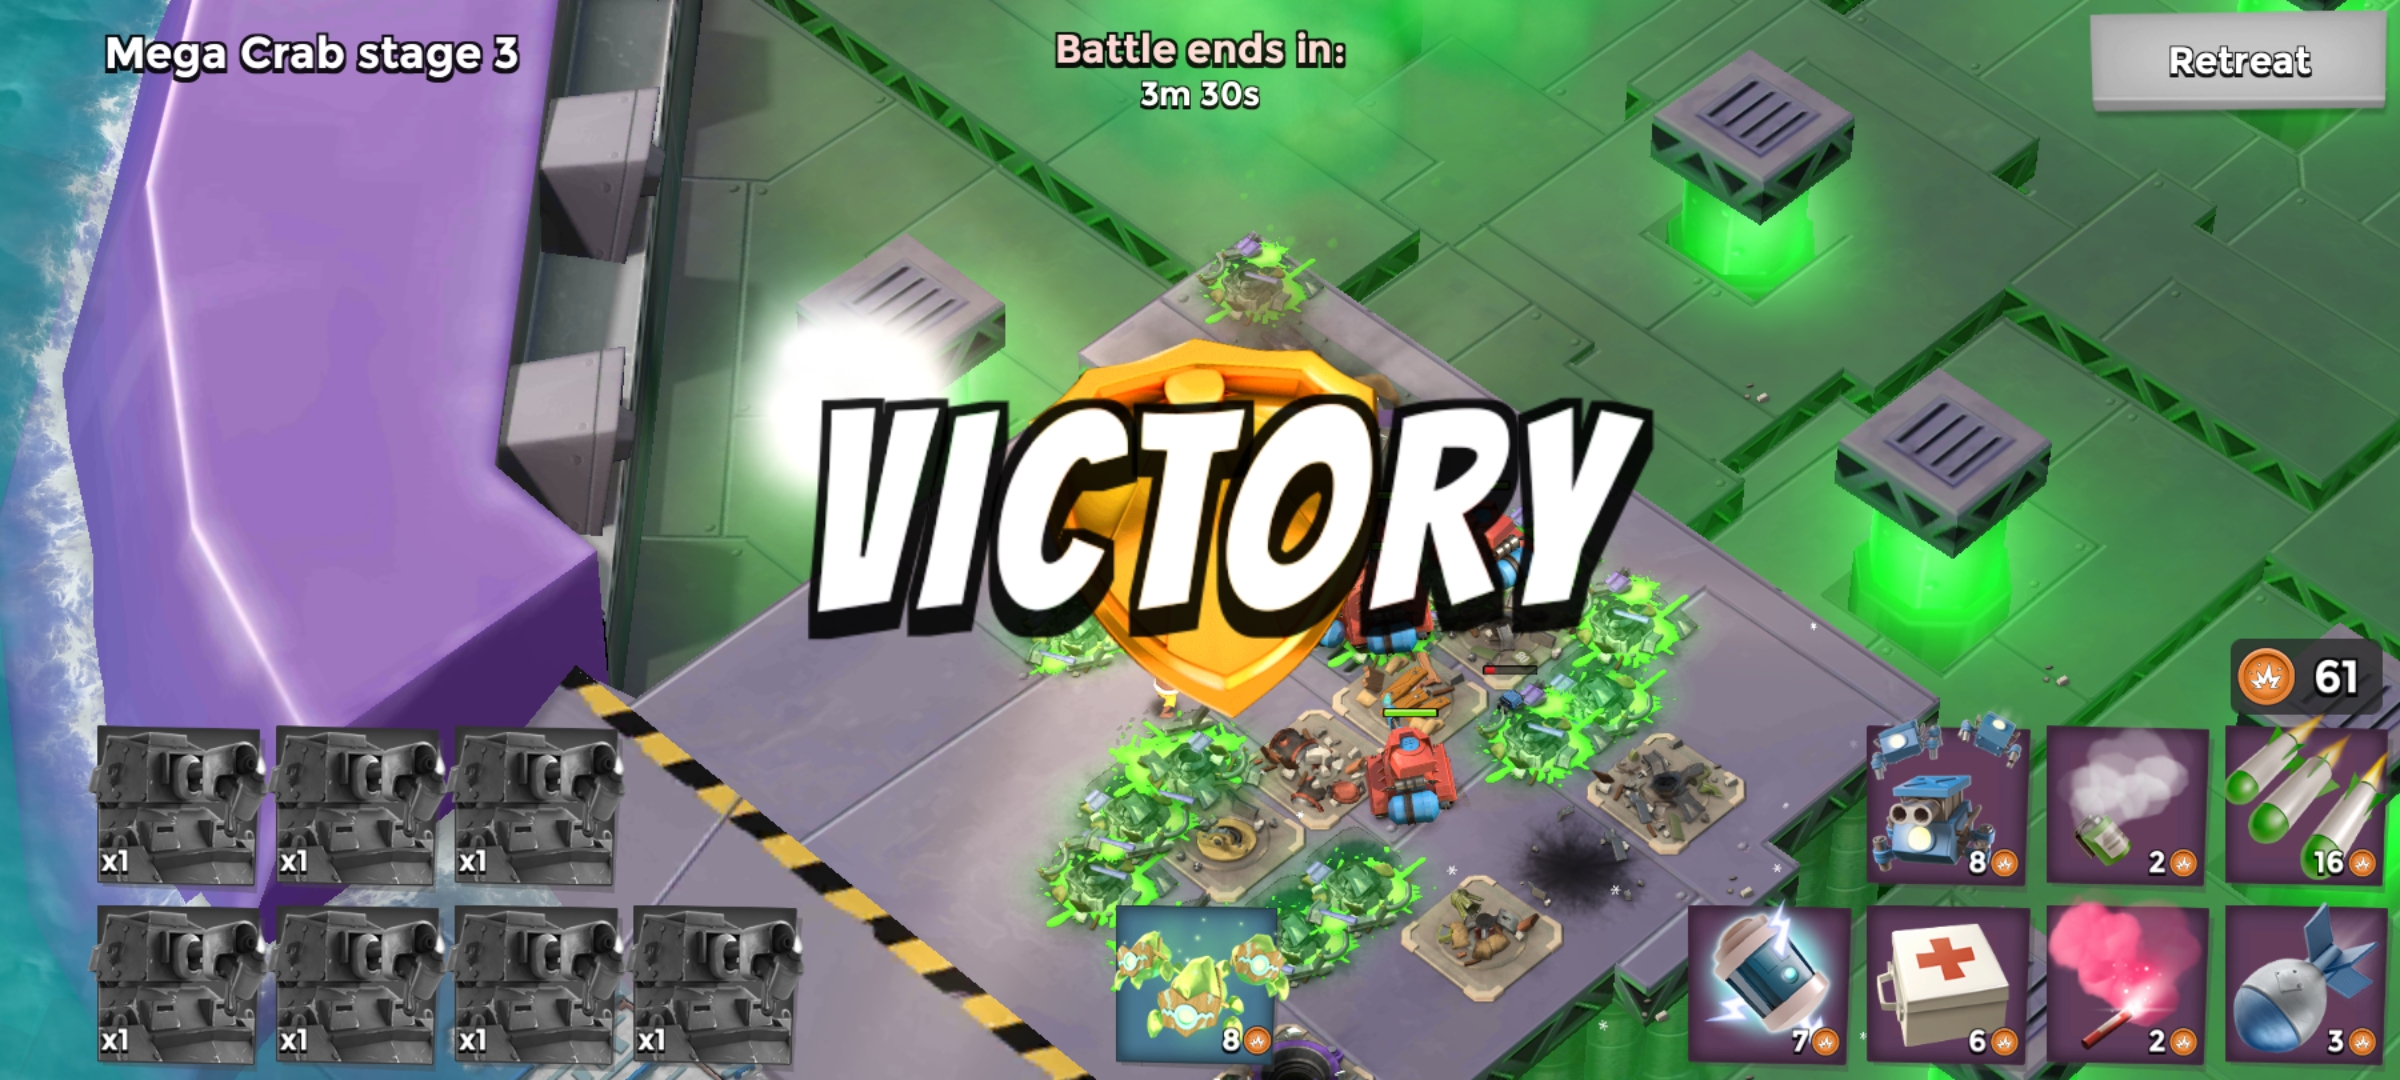 Mega Crab stage 3
Battle ends in:
3m 30s
Retreat
VICTORY
61
x1
x1
x1
8
2
16
x1
x1
x1
x1
8
7
6
2
3